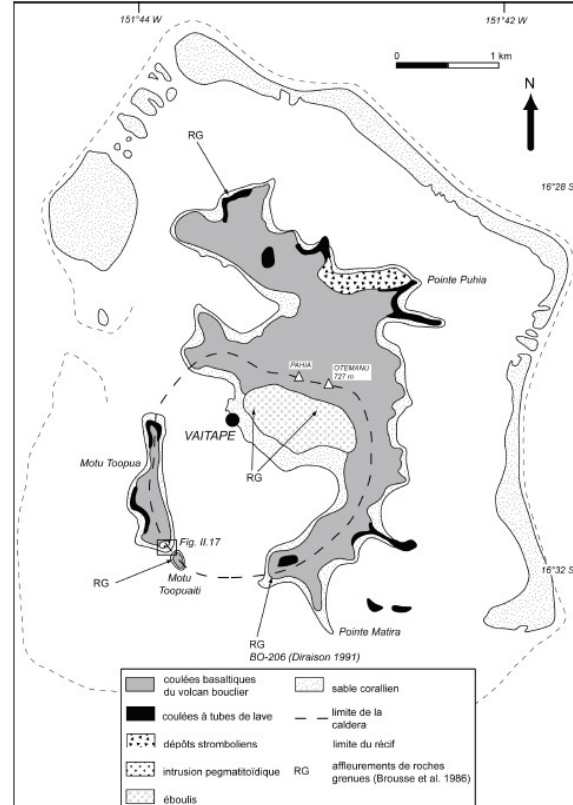 151°44 W
151°42 W
0 1 km
N
RG
16°28 S
Pointe Puhia
PAHIA
OTEMANU
727 m
VAITAPE
Motu Toopua
RG
Fig. II.17
RG
Motu
Toopuaiti
16°32 S
RG
Pointe Matira
BO-206 (Diraison 1991)
coulées basaltiques
du volcan bouclier
coulées à tubes de lave
dépôts stromboliens
intrusion pegmatitoïdique
éboulis
sable corallien
limite de la
caldera
limite du récif
RG affleurements de roches
grenues (Brousse et al. 1986)